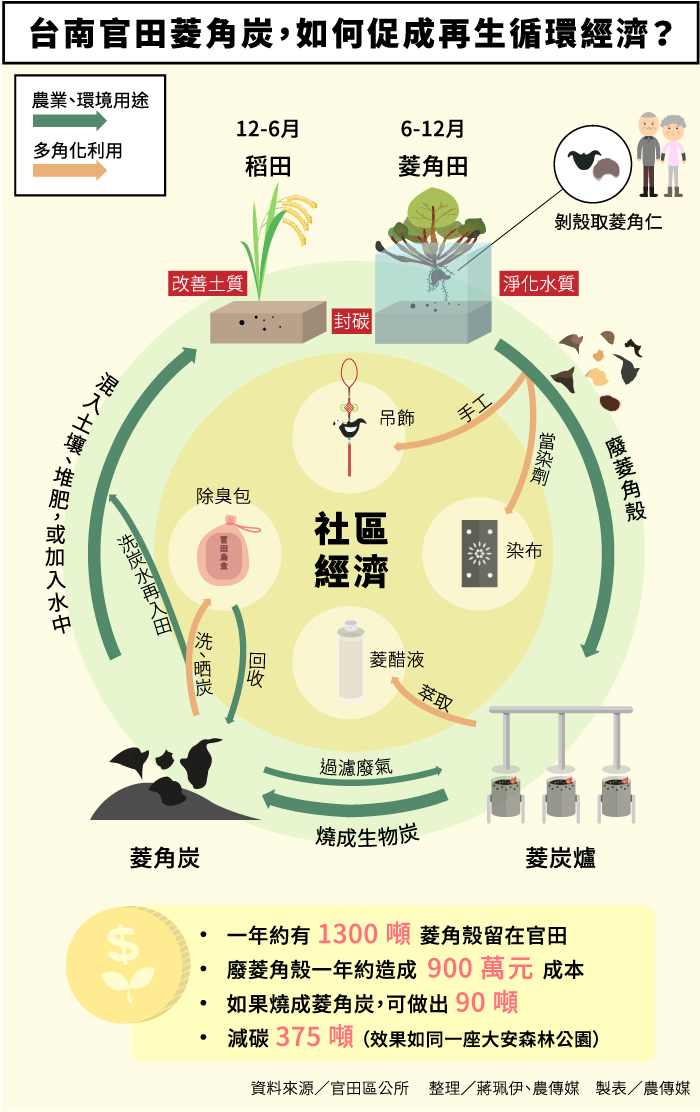 台南官田菱角炭,如何促成再生循環經濟?
農業、環境用途
多角化利用
12-6月
稻田
6-12月
菱角田
剝殼取菱角仁
改善土質
淨化水質
封碳
混入土壤、堆肥,或加入水中
吊飾
手工
當染劑
廢菱角殼
除臭包
官田烏金
社區
經濟
染布
洗炭水再入田
洗、晒炭
回收
菱醋液
萃取
過濾廢氣
燒成生物炭
菱角炭
菱炭爐
• 一年約有 1300 噸 菱角殼留在官田
• 廢菱角殼一年約造成 900 萬元 成本
• 如果燒成菱角炭,可做出 90 噸
• 減碳 375 噸 (效果如同一座大安森林公園)
資料來源/官田區公所 整理/蔣珮伊、農傳媒 製表/農傳媒